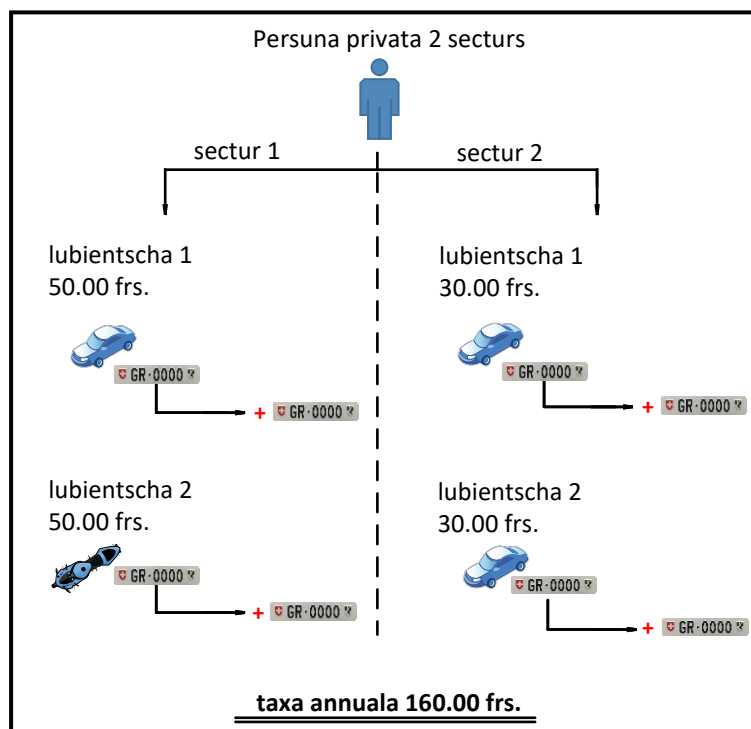 Persuna privata 2 secturs
sectur 1
sectur 2
lubientscha 1
50.00 frs.
GR·0000
+ GR·0000
lubientscha 1
30.00 frs.
GR·0000
+ GR·0000
lubientscha 2
50.00 frs.
GR·0000
+ GR·0000
lubientscha 2
30.00 frs.
GR·0000
+ GR·0000
taxa annuala 160.00 frs.